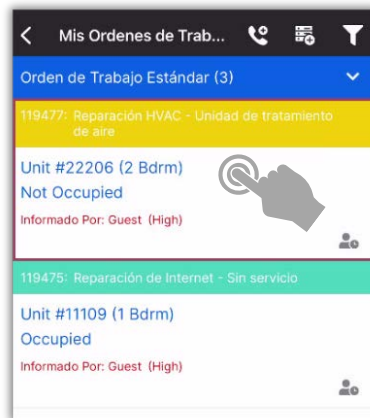 Mis Ordenes de Trab...
Orden de Trabajo Estándar (3)
119477: Reparación HVAC - Unidad de tratamiento
de aire
Unit #22206 (2 Bdrm)
Not Occupied
Informado Por: Guest (High)
119475: Reparación de Internet - Sin servicio
Unit #11109 (1 Bdrm)
Occupied
Informado Por: Guest (High)